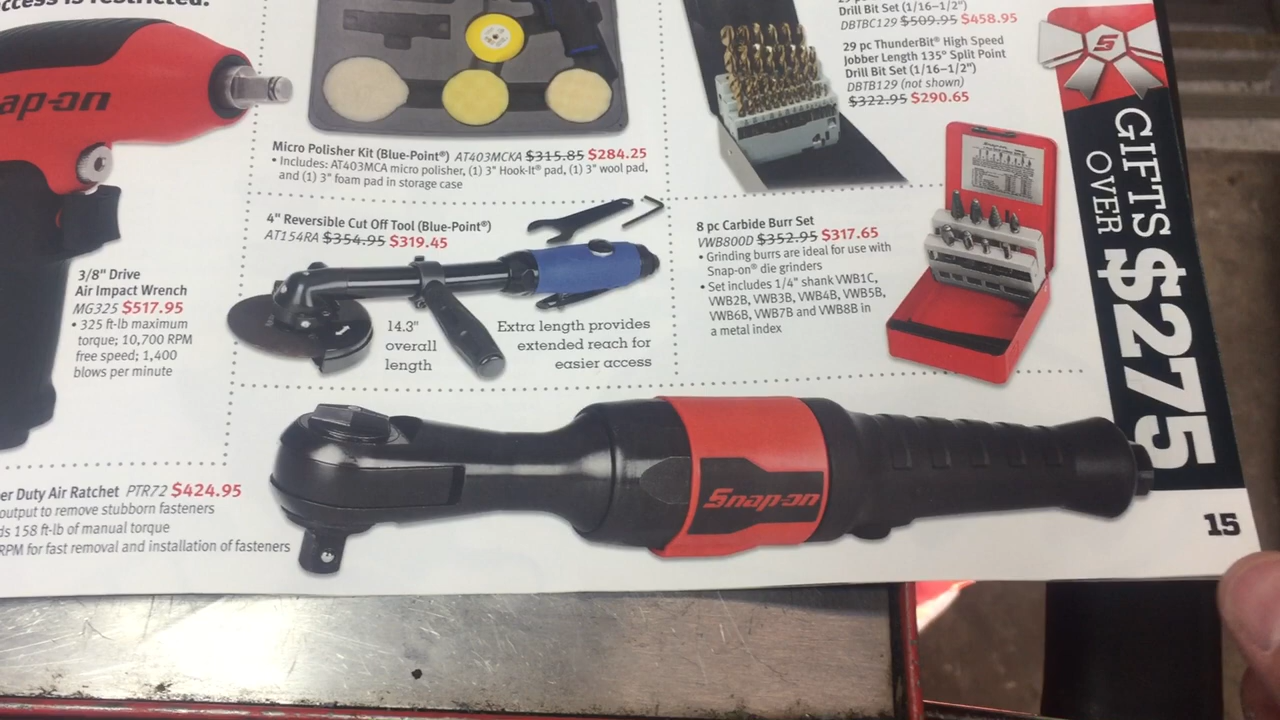 ccess is restricted.
ap-on
3/8" Drive
Air Impact Wrench
MG325 $517.95
• 325 ft-lb maximum
torque; 10,700 RPM
free speed; 1,400
blows per minute
Micro Polisher Kit (Blue-Point®) AT403MCKA $315.85 $284.25
• Includes: AT403MCA micro polisher, (1) 3" Hook-It® pad, (1) 3" wool pad,
and (1) 3" foam pad in storage case
Drill Bit Set (1/16–1/2")
DBTBC129 $509.95 $458.95
29 pc ThunderBit® High Speed
Jobber Length 135° Split Point
Drill Bit Set (1/16–1/2")
DBTB129 (not shown)
$322.95 $290.65
4" Reversible Cut Off Tool (Blue-Point®)
AT154RA $354.95 $319.45
14.3"
overall
length
Extra length provides
extended reach for
easier access
8 pc Carbide Burr Set
VWB800D $352.95 $317.65
• Grinding burrs are ideal for use with
Snap-on® die grinders
• Set includes 1/4" shank VWB1C,
VWB2B, VWB3B, VWB4B, VWB5B,
VWB6B, VWB7B and VWB8B in
a metal index
er Duty Air Ratchet PTR72 $424.95
output to remove stubborn fasteners
ds 158 ft-lb of manual torque
RPM for fast removal and installation of fasteners
Snap-on
S
GIFTS
OVER
$275
15